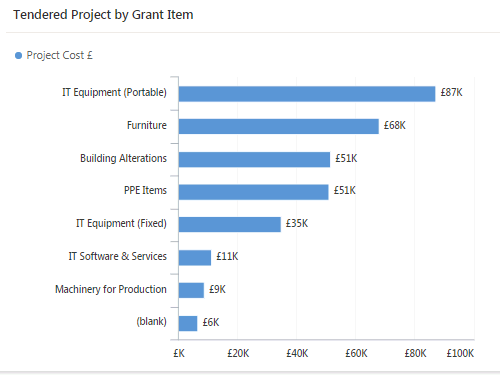 Tendered Project by Grant Item
Project Cost £
IT Equipment (Portable) £87K
Furniture £68K
Building Alterations £51K
PPE Items £51K
IT Equipment (Fixed) £35K
IT Software & Services £11K
Machinery for Production £9K
(blank) £6K
£K £20K £40K £60K £80K £100K